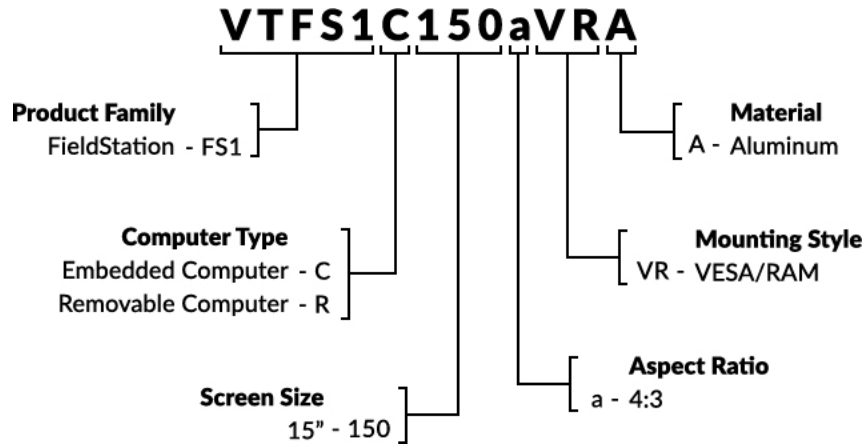 VTFS1C150aVRA
Product Family
FieldStation - FS1
Material
A - Aluminum
Computer Type
Embedded Computer - C
Removable Computer - R
Mounting Style
VR - VESA/RAM
Screen Size
15” - 150
Aspect Ratio
a - 4:3